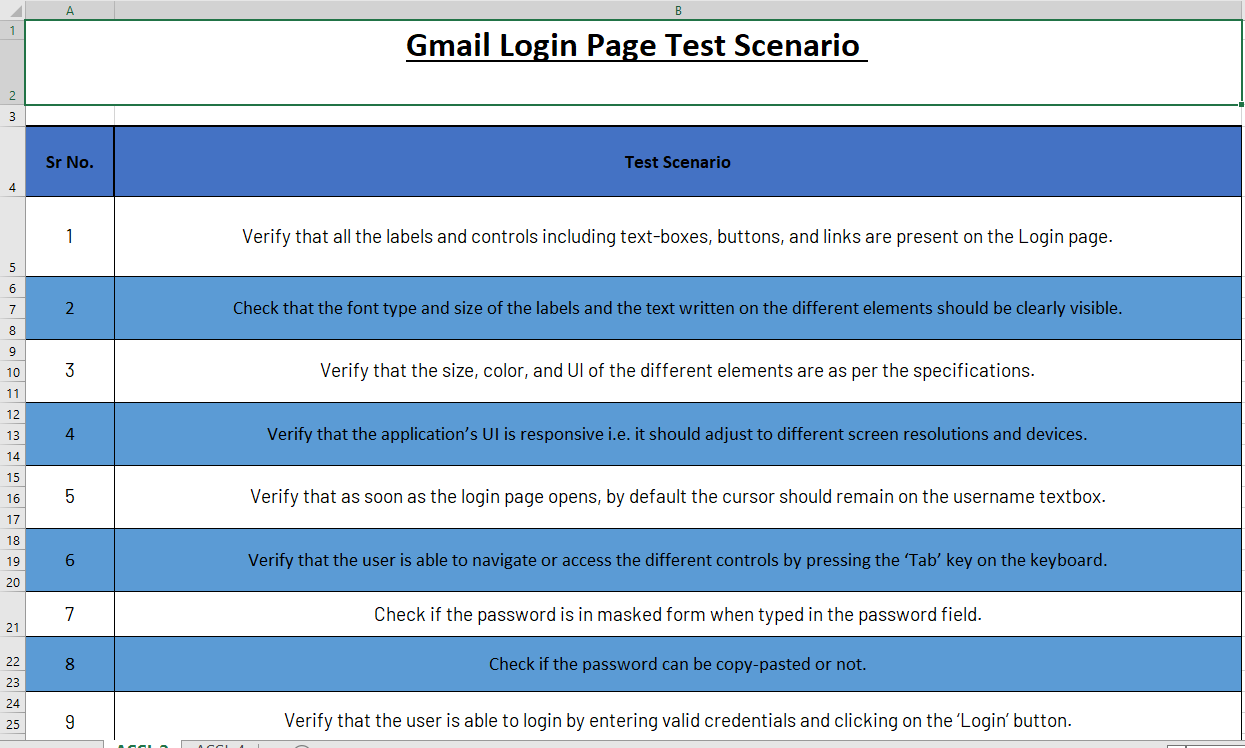 A B
1
Gmail Login Page Test Scenario
2
3
4 Sr No. Test Scenario
5 1 Verify that all the labels and controls including text-boxes, buttons, and links are present on the Login page.
6
7 2 Check that the font type and size of the labels and the text written on the different elements should be clearly visible.
8
9
10 3 Verify that the size, color, and UI of the different elements are as per the specifications.
11
12
13 4 Verify that the application’s UI is responsive i.e. it should adjust to different screen resolutions and devices.
14
15
16 5 Verify that as soon as the login page opens, by default the cursor should remain on the username textbox.
17
18
19 6 Verify that the user is able to navigate or access the different controls by pressing the ‘Tab’ key on the keyboard.
20
21 7 Check if the password is in masked form when typed in the password field.
22 8 Check if the password can be copy-pasted or not.
23
24
25 9 Verify that the user is able to login by entering valid credentials and clicking on the ‘Login’ button.